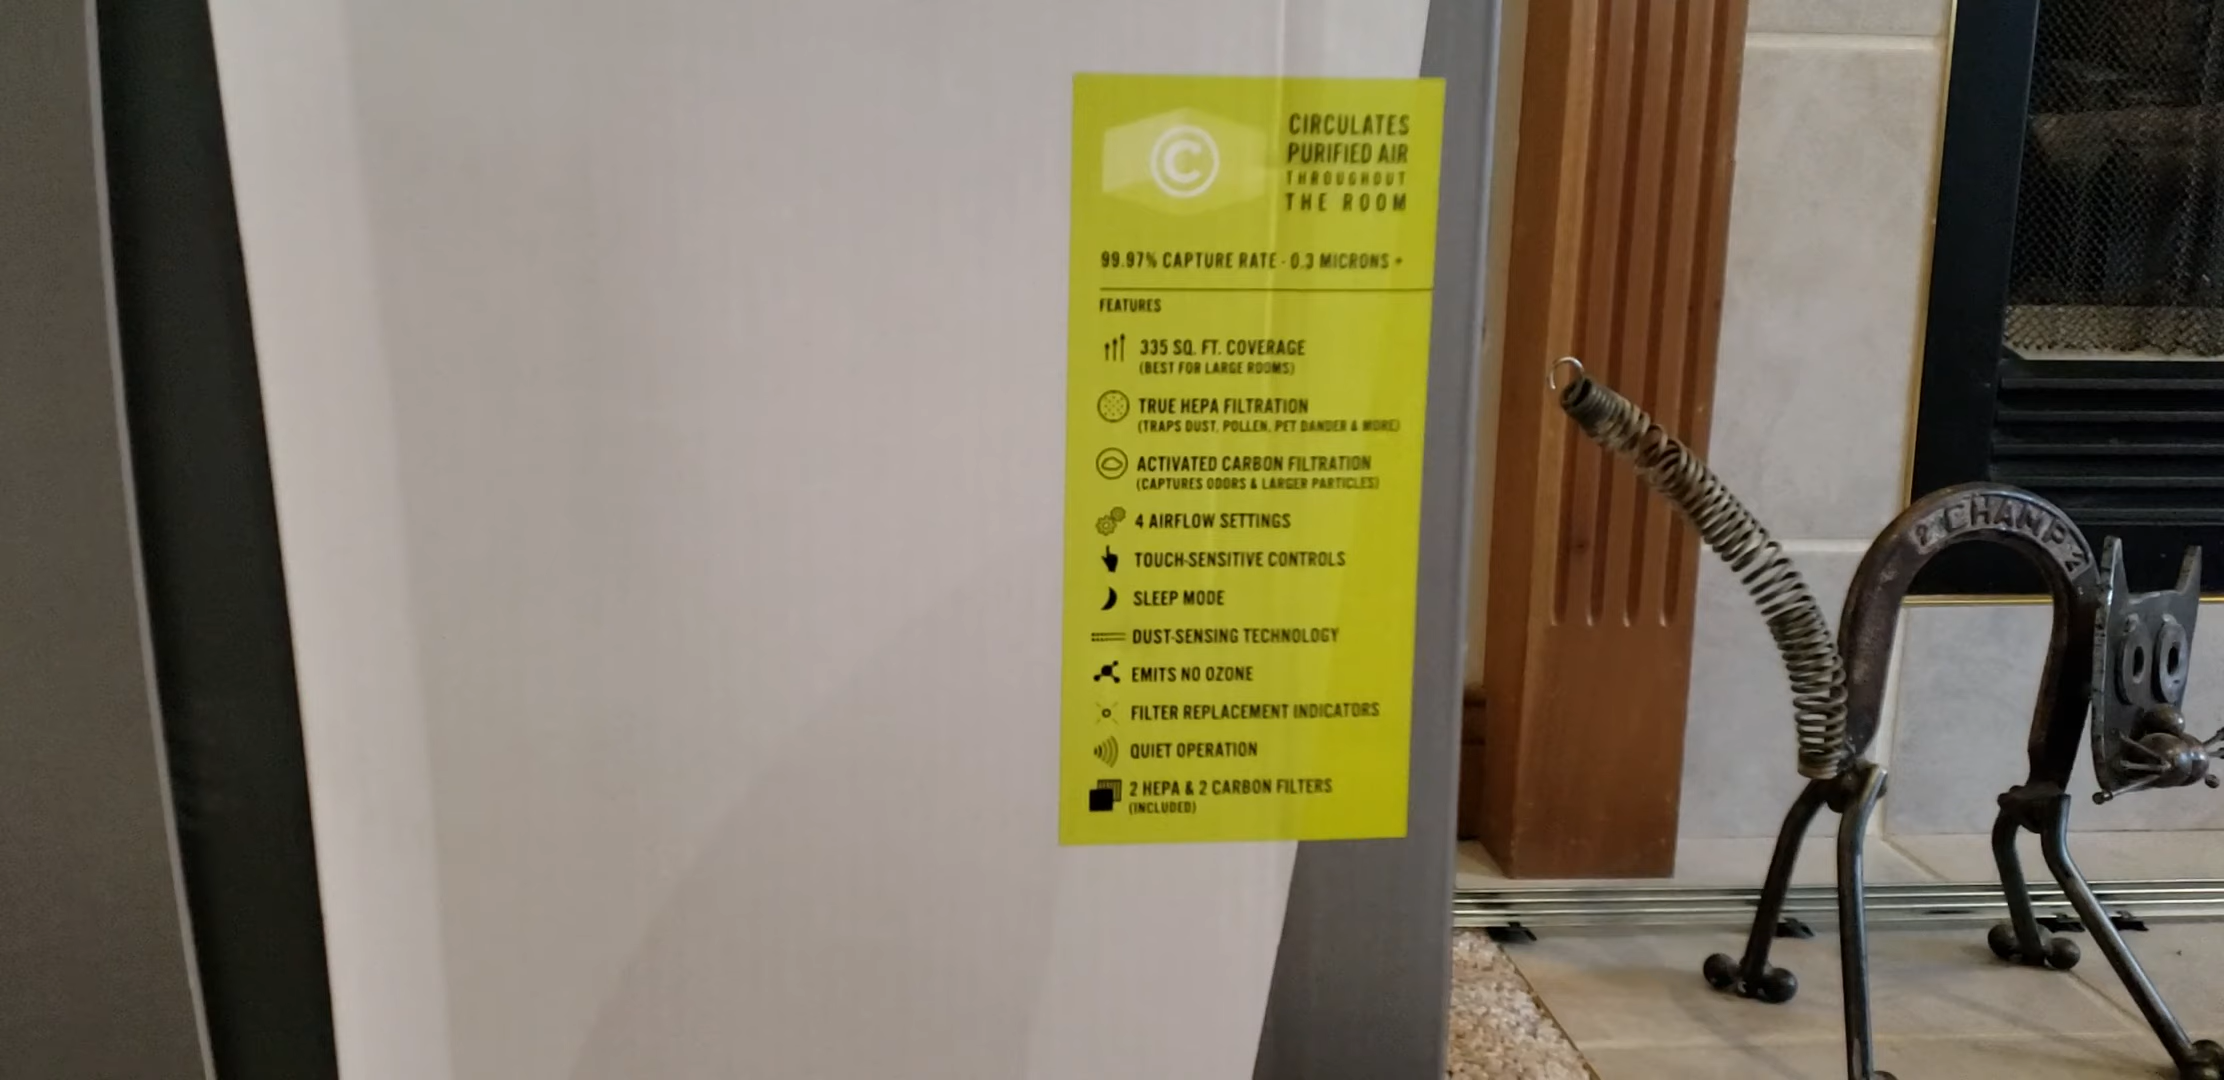 C
CIRCULATES
PURIFIED AIR
THROUGHOUT
THE ROOM
99.97% CAPTURE RATE - 0.3 MICRONS +
FEATURES
335 SQ. FT. COVERAGE
(BEST FOR LARGE ROOMS)
TRUE HEPA FILTRATION
(TRAPS DUST, POLLEN, PET DANDER & MORE)
ACTIVATED CARBON FILTRATION
(CAPTURES ODORS & LARGER PARTICLES)
4 AIRFLOW SETTINGS
TOUCH-SENSITIVE CONTROLS
SLEEP MODE
DUST-SENSING TECHNOLOGY
EMITS NO OZONE
FILTER REPLACEMENT INDICATORS
QUIET OPERATION
2 HEPA & 2 CARBON FILTERS
(INCLUDED)
2 CHAMP 2